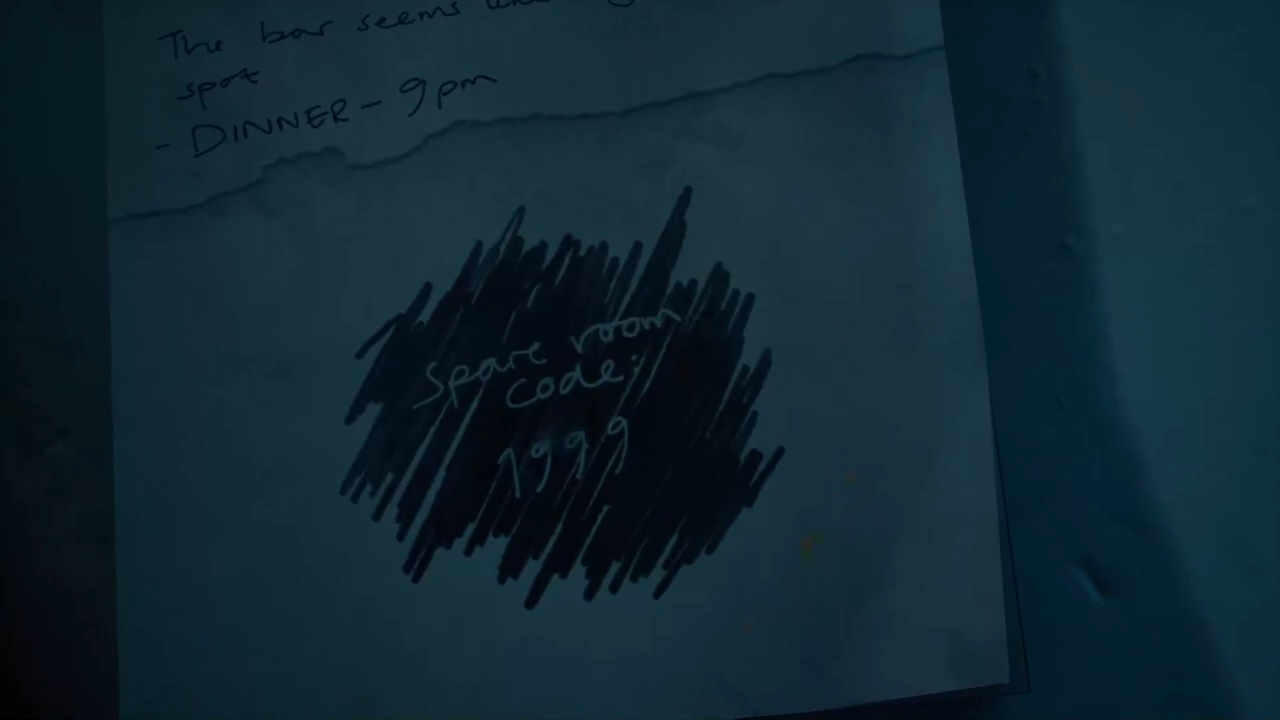 The bar seems
spot
- DINNER - 9pm
Spare room
code:
1999